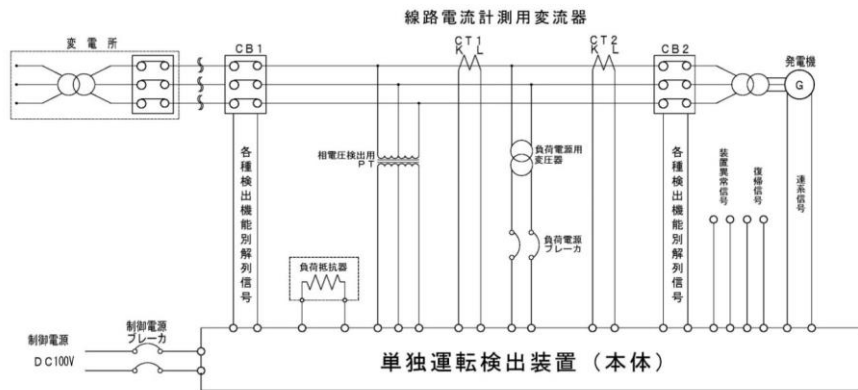 線路電流計測用変流器
変電所
CB1
CT1
K L
CT2
K L
CB2
発電機
G
各種検出機能別解列信号
相電圧検出用
PT
負荷電源用
変圧器
各種検出機能別解列信号
装置異常信号
復帰信号
連系信号
負荷電源
ブレーカ
負荷抵抗器
制御電源
DC100V
制御電源
ブレーカ
単独運転検出装置(本体)